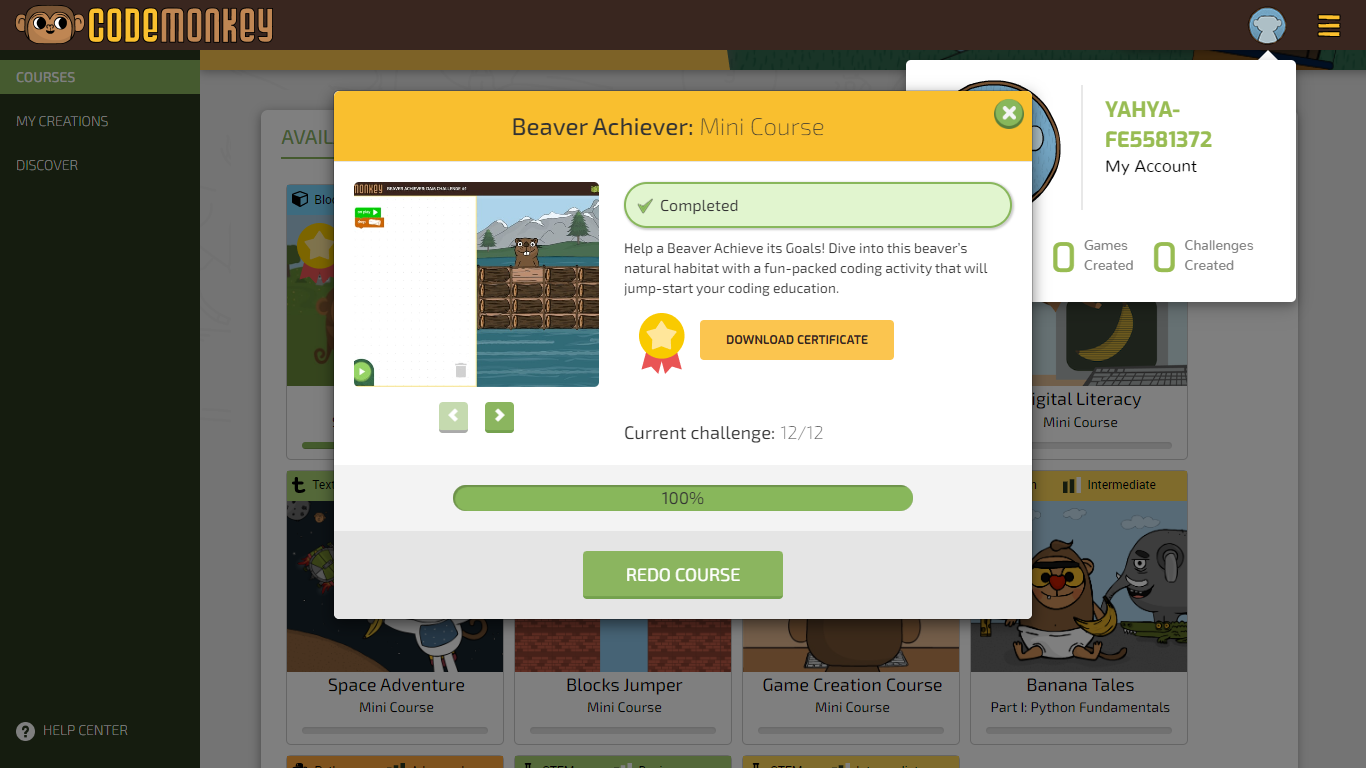 CODEMONKEY
COURSES
MY CREATIONS
DISCOVER
HELP CENTER
YAHYA-
FE5581372
My Account
0 Games
Created
0 Challenges
Created
Beaver Achiever: Mini Course
Completed
Help a Beaver Achieve its Goals! Dive into this beaver's
natural habitat with a fun-packed coding activity that will
jump-start your coding education.
DOWNLOAD CERTIFICATE
Current challenge: 12/12
100%
REDO COURSE
AVAIL
Bloc
igital Literacy
Mini Course
Text
Intermediate
Space Adventure
Mini Course
Blocks Jumper
Mini Course
Game Creation Course
Mini Course
Banana Tales
Part I: Python Fundamentals